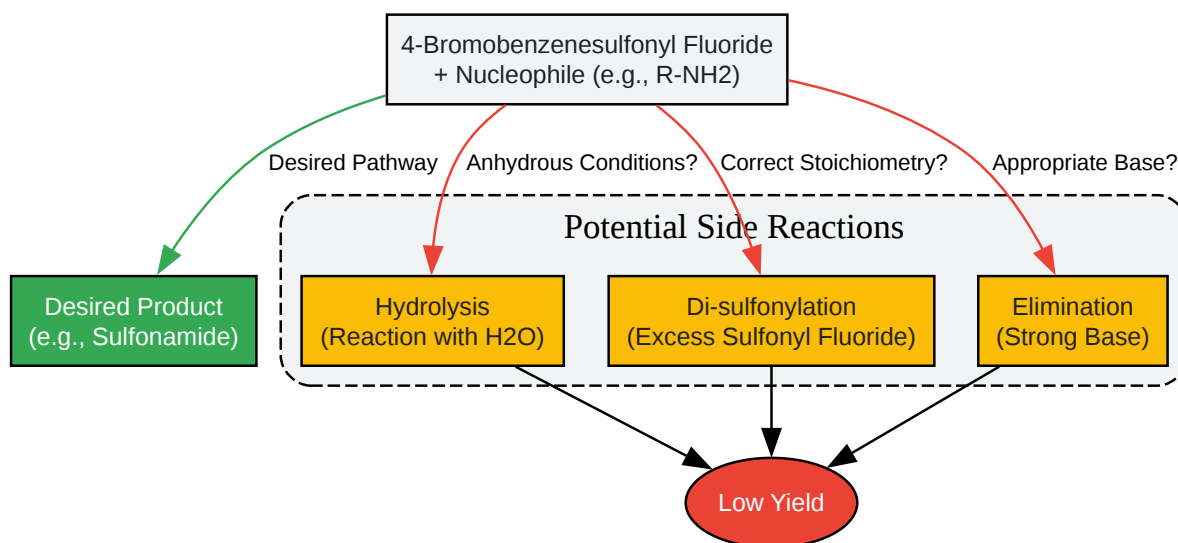 4-Bromobenzenesulfonyl Fluoride
+ Nucleophile (e.g., R-NH2)
Desired Pathway
Anhydrous Conditions?
Correct Stoichiometry?
Appropriate Base?
Potential Side Reactions
Desired Product
(e.g., Sulfonamide)
Hydrolysis
(Reaction with H2O)
Di-sulfonylation
(Excess Sulfonyl Fluoride)
Elimination
(Strong Base)
Low Yield